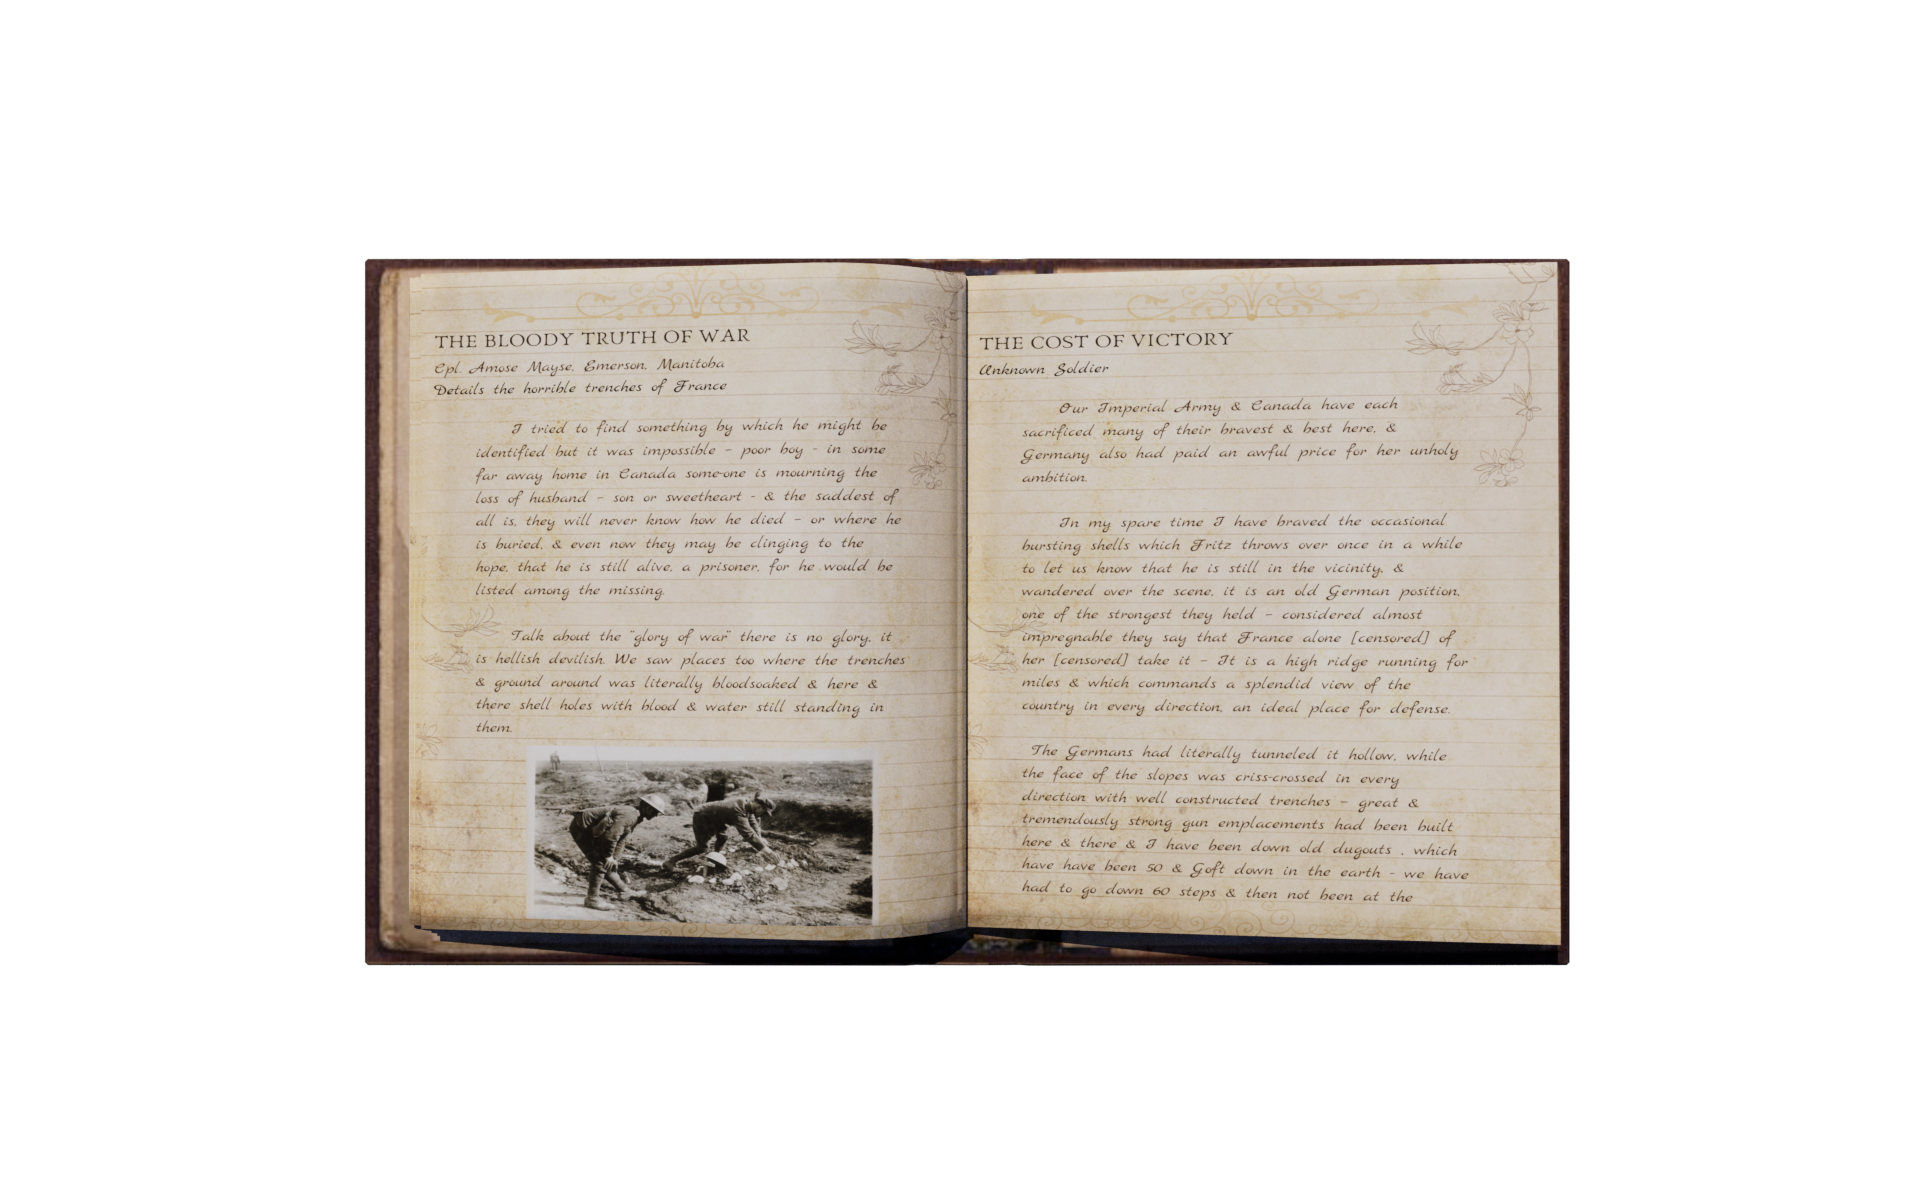 THE BLOODY TRUTH OF WAR
Cpl. Amose Mayse, Emerson, Manitoba
Details the horrible trenches of France
I tried to find something by which he might be
identified but it was impossible – poor boy - in some
far away home in Canada some-one is mourning the
loss of husband – son or sweetheart - & the saddest of
all is, they will never know how he died – or where he
is buried, & even now they may be clinging to the
hope, that he is still alive, a prisoner, for he would be
listed among the missing.
Talk about the "glory of war" there is no glory, it
is hellish devilish. We saw places too where the trenches
& ground around was literally bloodsoaked & here &
there shell holes with blood & water still standing in
them.
THE COST OF VICTORY
Unknown Soldier
Our Imperial Army & Canada have each
sacrificed many of their bravest & best here, &
Germany also had paid an awful price for her unholy
ambition.
In my spare time I have braved the occasional
bursting shells which Fritz throws over once in a while
to let us know that he is still in the vicinity, &
wandered over the scene, it is an old German position,
one of the strongest they held – considered almost
impregnable they say that France alone [censored] of
her [censored] take it – It is a high ridge running for
miles & which commands a splendid view of the
country in every direction, an ideal place for defense.
The Germans had literally tunneled it hollow, while
the face of the slopes was criss-crossed in every
direction with well constructed trenches – great &
tremendously strong gun emplacements had been built
here & there & I have been down old dugouts , which
have have been 50 & Goft down in the earth - we have
had to go down 60 steps & then not been at the